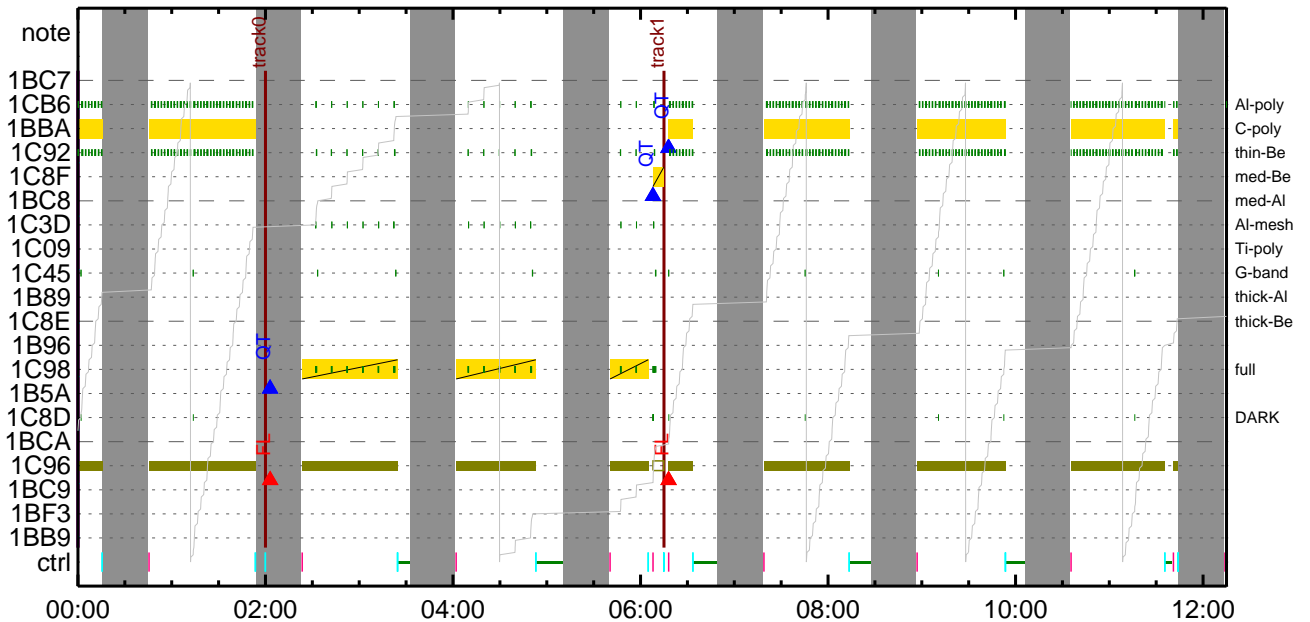 note
track0
track1
1BC7
1CB6
Al-poly
QT
1BBA
C-poly
1C92
thin-Be
QT
1C8F
med-Be
1BC8
med-Al
1C3D
Al-mesh
1C09
Ti-poly
1C45
G-band
1B89
thick-Al
1C8E
thick-Be
1B96
QT
1C98
full
1B5A
1C8D
DARK
1BCA
FL
FL
1C96
1BC9
1BF3
1BB9
ctrl
00:00 02:00 04:00 06:00 08:00 10:00 12:00